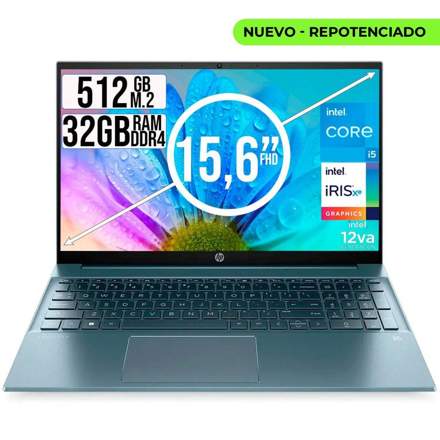 NUEVO - REPOTENCIADO
512 GB M.2
32GB RAM DDR4
15,6” FHD
intel
CORE
i5
intel
iRIS Xe
GRAPHICS
intel
12va
hp